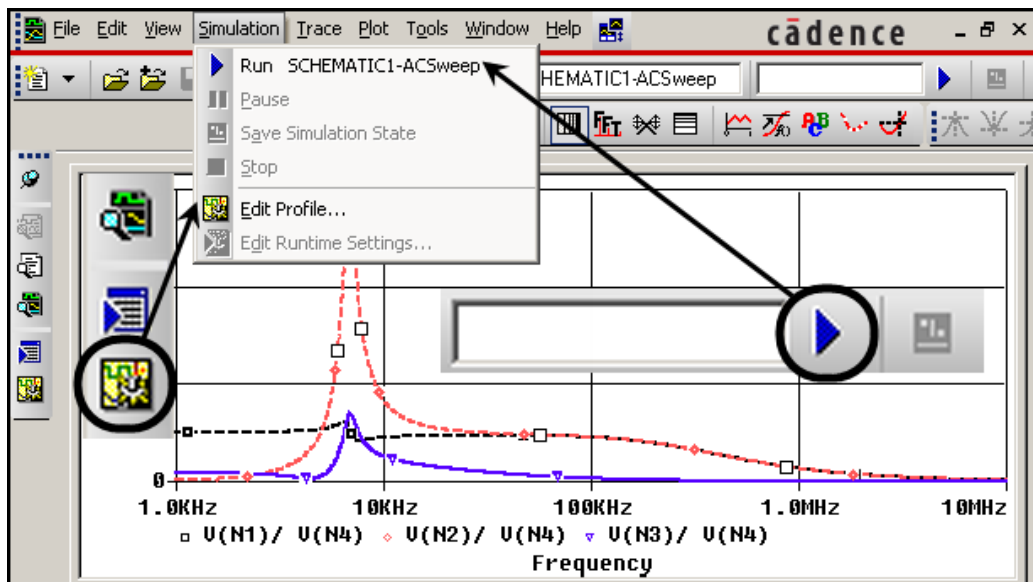 File Edit View Simulation Trace Plot Tools Window Help cādence
Run SCHEMATIC1-ACSweep
HEMATIC1-ACSweep
Pause
Save Simulation State
Stop
Edit Profile...
Edit Runtime Settings...
FFT
ABC
0
1.0KHz 10KHz 100KHz 1.0MHz 10MHz
V(N1)/ V(N4) V(N2)/ V(N4) V(N3)/ V(N4)
Frequency